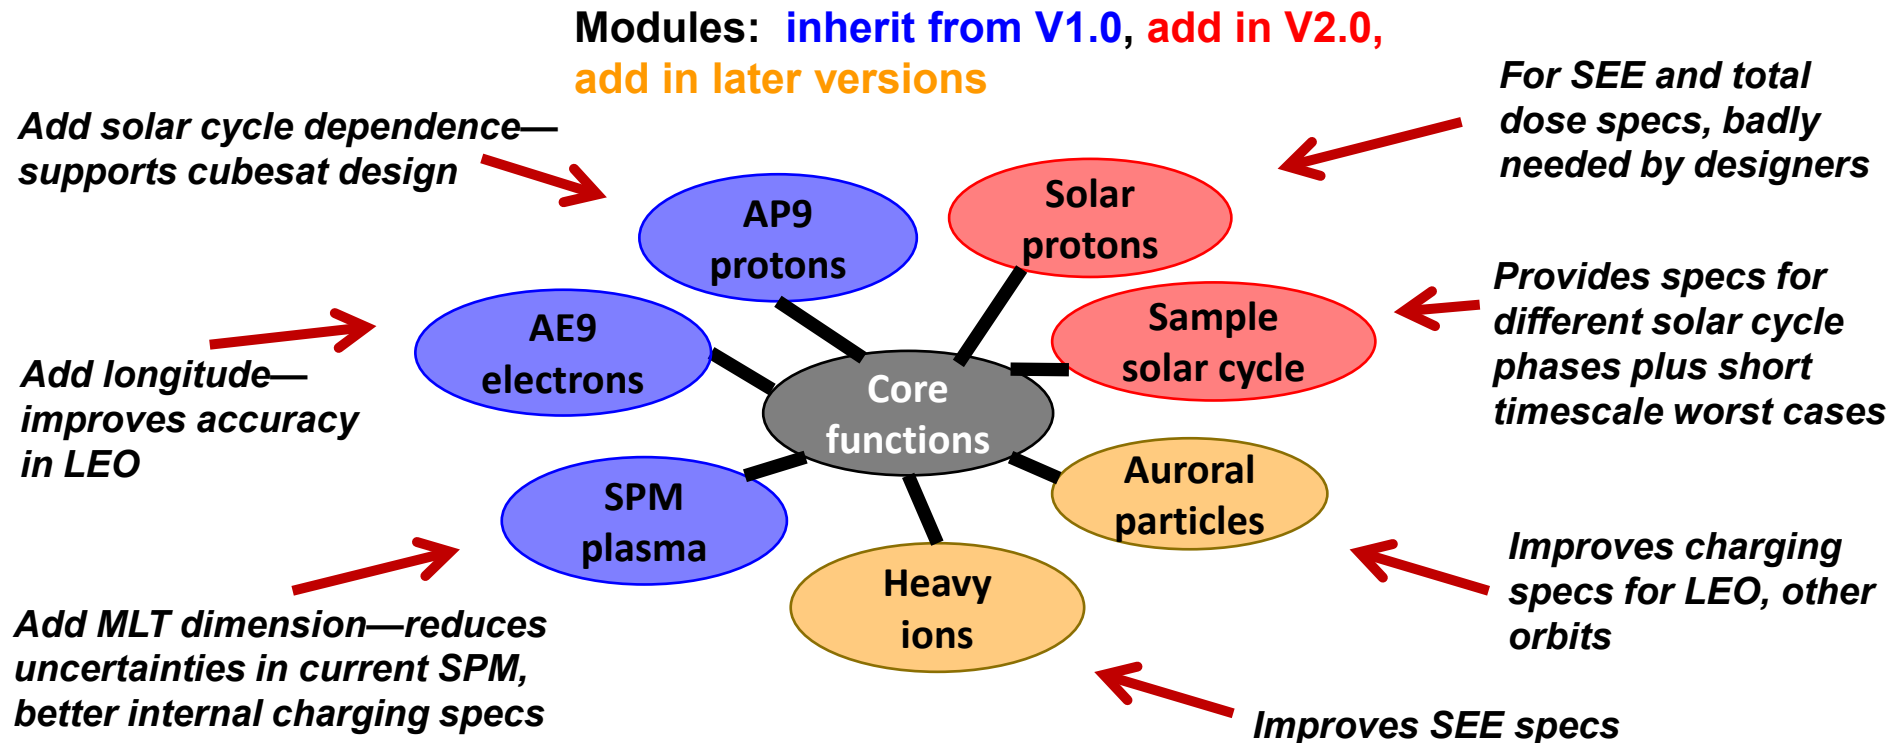 Modules: inherit from V1.0, add in V2.0,
add in later versions
Add solar cycle dependence—
supports cubesat design
For SEE and total
dose specs, badly
needed by designers
AP9
protons
Solar
protons
AE9
electrons
Sample
solar cycle
Provides specs for
different solar cycle
phases plus short
timescale worst cases
Add longitude—
improves accuracy
in LEO
Core
functions
SPM
plasma
Auroral
particles
Heavy
ions
Improves charging
specs for LEO, other
orbits
Add MLT dimension—reduces
uncertainties in current SPM,
better internal charging specs
Improves SEE specs